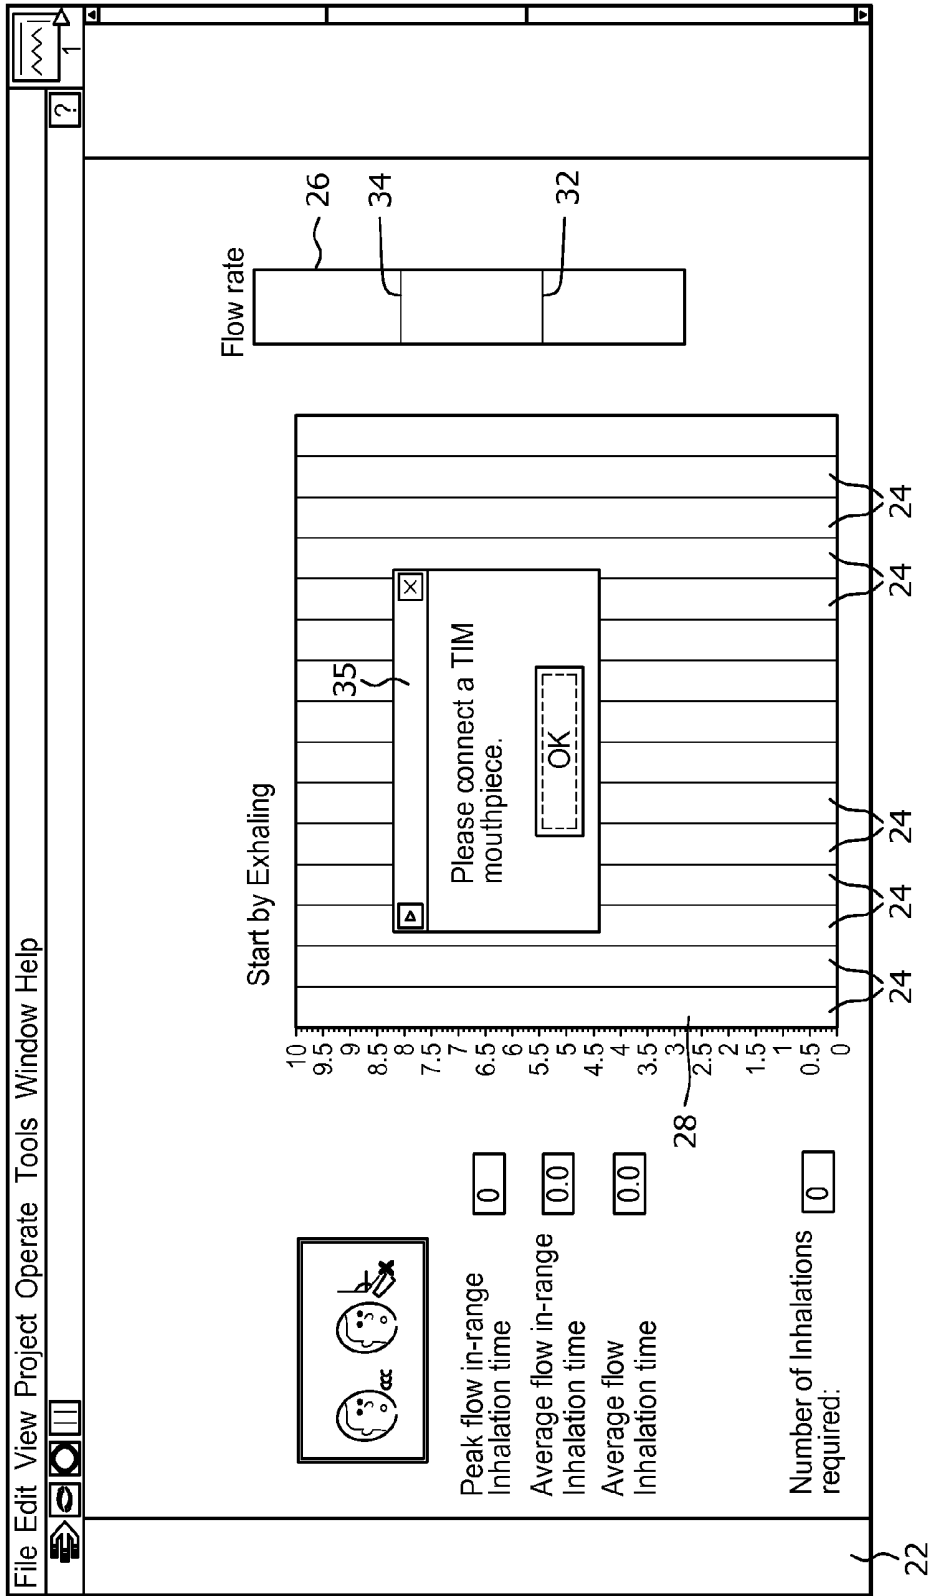 File Edit View Project Operate Tools Window Help
1
?
Start by Exhaling
Flow rate
26
34
32
10
9.5
9
8.5
8
7.5
7
6.5
6
5.5
5
4.5
4
3.5
3
2.5
2
1.5
1
0.5
0
35
X
Please connect a TIM
mouthpiece.
OK
28
Peak flow in-range
Inhalation time
0
Average flow in-range
Inhalation time
0.0
Average flow
Inhalation time
0.0
Number of Inhalations
required:
0
24
24
24
24
24
22